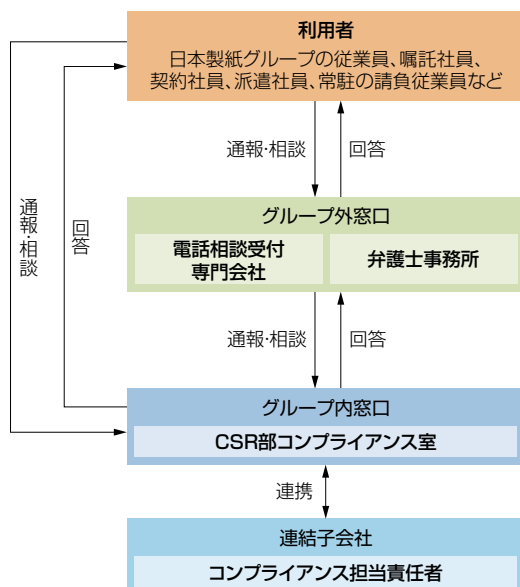 利用者
日本製紙グループの従業員、嘱託社員、
契約社員、派遣社員、常駐の請負従業員など
通報・相談
回答
通報・相談
回答
グループ外窓口
電話相談受付
専門会社
弁護士事務所
通報・相談
回答
グループ内窓口
CSR部コンプライアンス室
連携
連結子会社
コンプライアンス担当責任者